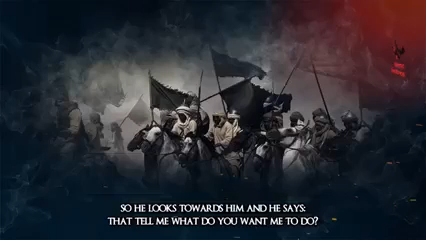 SO HE LOOKS TOWARDS HIM AND HE SAYS:
THAT TELL ME WHAT DO YOU WANT ME TO DO?